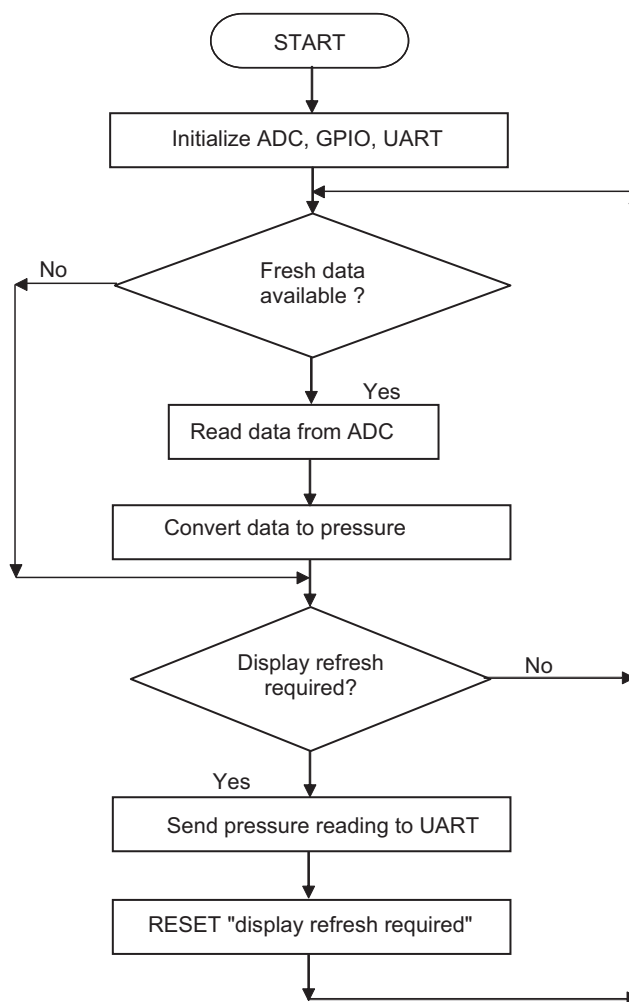 START
Initialize ADC, GPIO, UART
No
Fresh data
available ?
Yes
Read data from ADC
Convert data to pressure
Display refresh
required?
No
Yes
Send pressure reading to UART
RESET "display refresh required"